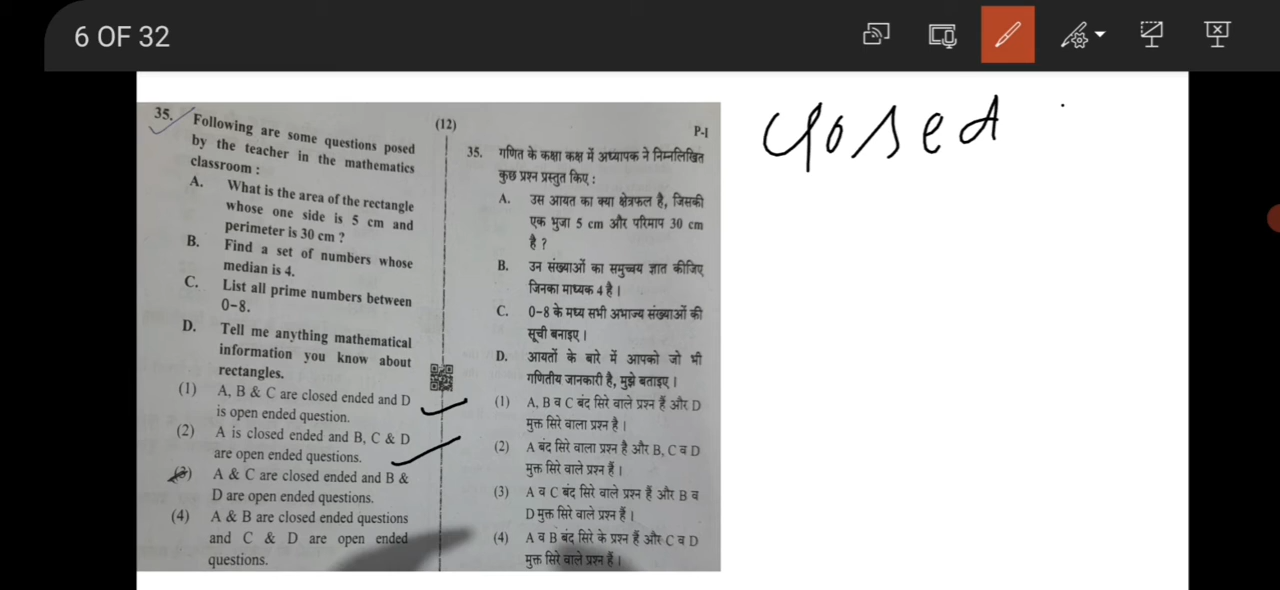 6 OF 32
closed
(12)
P-I
35. Following are some questions posed
by the teacher in the mathematics
classroom :
A. What is the area of the rectangle
whose one side is 5 cm and
perimeter is 30 cm ?
B. Find a set of numbers whose
median is 4.
C. List all prime numbers between
0–8.
D. Tell me anything mathematical
information you know about
rectangles.
(1) A, B & C are closed ended and D
is open ended question.
(2) A is closed ended and B, C & D
are open ended questions.
(3) A & C are closed ended and B &
D are open ended questions.
(4) A & B are closed ended questions
and C & D are open ended
questions.
35. गणित के कक्षा कक्ष में अध्यापक ने निम्नलिखित
कुछ प्रश्न प्रस्तुत किए :
A. उस आयत का क्या क्षेत्रफल है, जिसकी
एक भुजा 5 cm और परिमाप 30 cm
है ?
B. उन संख्याओं का समुच्चय ज्ञात कीजिए
जिनका माध्यक 4 है।
C. 0–8 के मध्य सभी अभाज्य संख्याओं की
सूची बनाइए।
D. आयतों के बारे में आपको जो भी
गणितीय जानकारी है, मुझे बताइए।
(1) A, B व C बंद सिरे वाले प्रश्न हैं और D
मुक्त सिरे वाला प्रश्न है।
(2) A बंद सिरे वाला प्रश्न है और B, C व D
मुक्त सिरे वाले प्रश्न हैं।
(3) A व C बंद सिरे वाले प्रश्न हैं और B व
D मुक्त सिरे वाले प्रश्न हैं।
(4) A व B बंद सिरे के प्रश्न हैं और C व D
मुक्त सिरे वाले प्रश्न हैं।